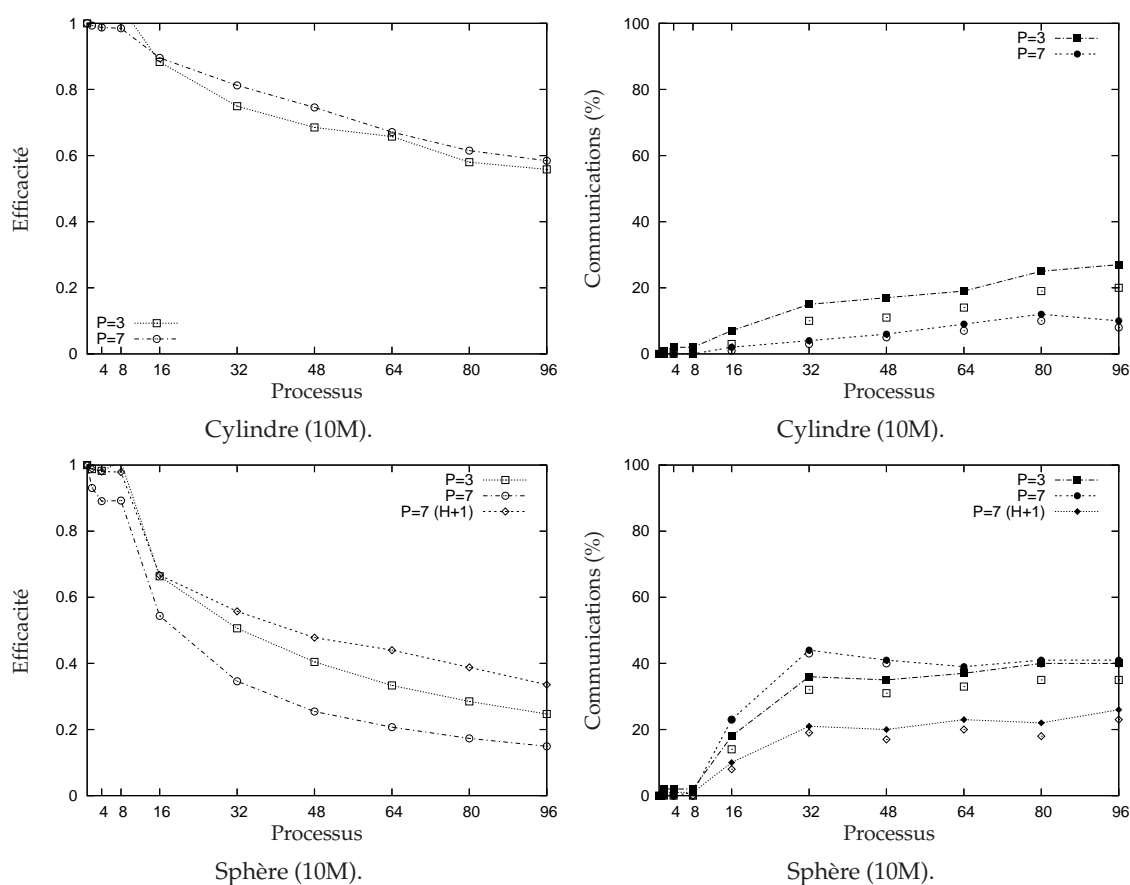 1
0.8
0.6
0.4
0.2
0
Efficacité
P=3
P=7
4 8 16 32 48 64 80 96
Processus
Cylindre (10M).
100
80
60
40
20
0
Communications (%)
P=3
P=7
4 8 16 32 48 64 80 96
Processus
Cylindre (10M).
1
0.8
0.6
0.4
0.2
0
Efficacité
P=3
P=7
P=7 (H+1)
4 8 16 32 48 64 80 96
Processus
Sphère (10M).
100
80
60
40
20
0
Communications (%)
P=3
P=7
P=7 (H+1)
4 8 16 32 48 64 80 96
Processus
Sphère (10M).